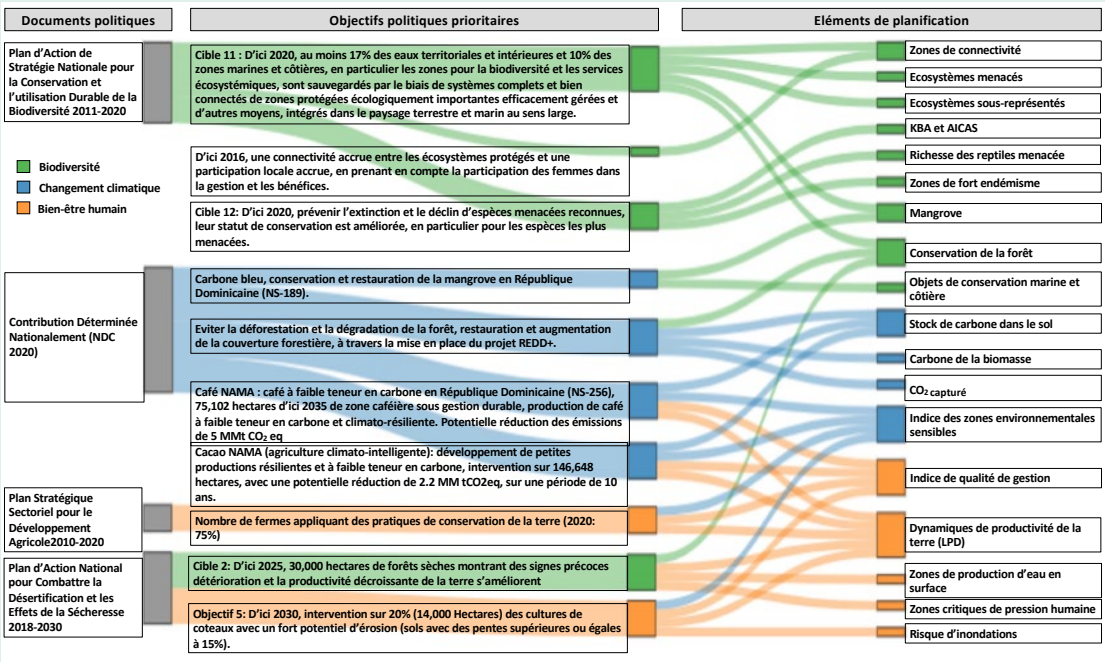 Documents politiques
Objectifs politiques prioritaires
Eléments de planification
Plan d’Action de
Stratégie Nationale pour
la Conservation et
l’utilisation Durable de la
Biodiversité 2011-2020
Biodiversité
Changement climatique
Bien-être humain
Contribution Déterminée
Nationalement (NDC
2020)
Plan Stratégique
Sectoriel pour le
Développement
Agricole2010-2020
Plan d’Action National
pour Combattre la
Désertification et les
Effets de la Sécheresse
2018-2030
Cible 11 : D’ici 2020, au moins 17% des eaux territoriales et intérieures et 10% des
zones marines et côtières, en particulier les zones pour la biodiversité et les services
écosystémiques, sont sauvegardés par le biais de systèmes complets et bien
connectés de zones protégées écologiquement importantes efficacement gérées et
d’autres moyens, intégrés dans le paysage terrestre et marin au sens large.
D’ici 2016, une connectivité accrue entre les écosystèmes protégés et une
participation locale accrue, en prenant en compte la participation des femmes dans
la gestion et les bénéfices.
Cible 12: D’ici 2020, prévenir l’extinction et le déclin d’espèces menacées reconnues,
leur statut de conservation est améliorée, en particulier pour les espèces les plus
menacées.
Carbone bleu, conservation et restauration de la mangrove en République
Dominicaine (NS-189).
Eviter la déforestation et la dégradation de la forêt, restauration et augmentation
de la couverture forestière, à travers la mise en place du projet REDD+.
Café NAMA : café à faible teneur en carbone en République Dominicaine (NS-256),
75,102 hectares d’ici 2035 de zone caféière sous gestion durable, production de café
à faible teneur en carbone et climato-résiliente. Potentielle réduction des émissions
de 5 MMt CO2 eq
Cacao NAMA (agriculture climato-intelligente): développement de petites
productions résilientes et à faible teneur en carbone, intervention sur 146,648
hectares, avec une potentielle réduction de 2.2 MM tCO2eq, sur une période de 10
ans.
Nombre de fermes appliquant des pratiques de conservation de la terre (2020:
75%)
Cible 2: D’ici 2025, 30,000 hectares de forêts sèches montrant des signes précoces
détérioration et la productivité décroissante de la terre s’améliorent
Objectif 5: D’ici 2030, intervention sur 20% (14,000 Hectares) des cultures de
coteaux avec un fort potentiel d’érosion (sols avec des pentes supérieures ou égales
à 15%).
Zones de connectivité
Ecosystèmes menacés
Ecosystèmes sous-représentés
KBA et AICAS
Richesse des reptiles menacée
Zones de fort endémisme
Mangrove
Conservation de la forêt
Objets de conservation marine et
côtière
Stock de carbone dans le sol
Carbone de la biomasse
CO2 capturé
Indice des zones environnementales
sensibles
Indice de qualité de gestion
Dynamiques de productivité de la
terre (LPD)
Zones de production d’eau en
surface
Zones critiques de pression humaine
Risque d’inondations